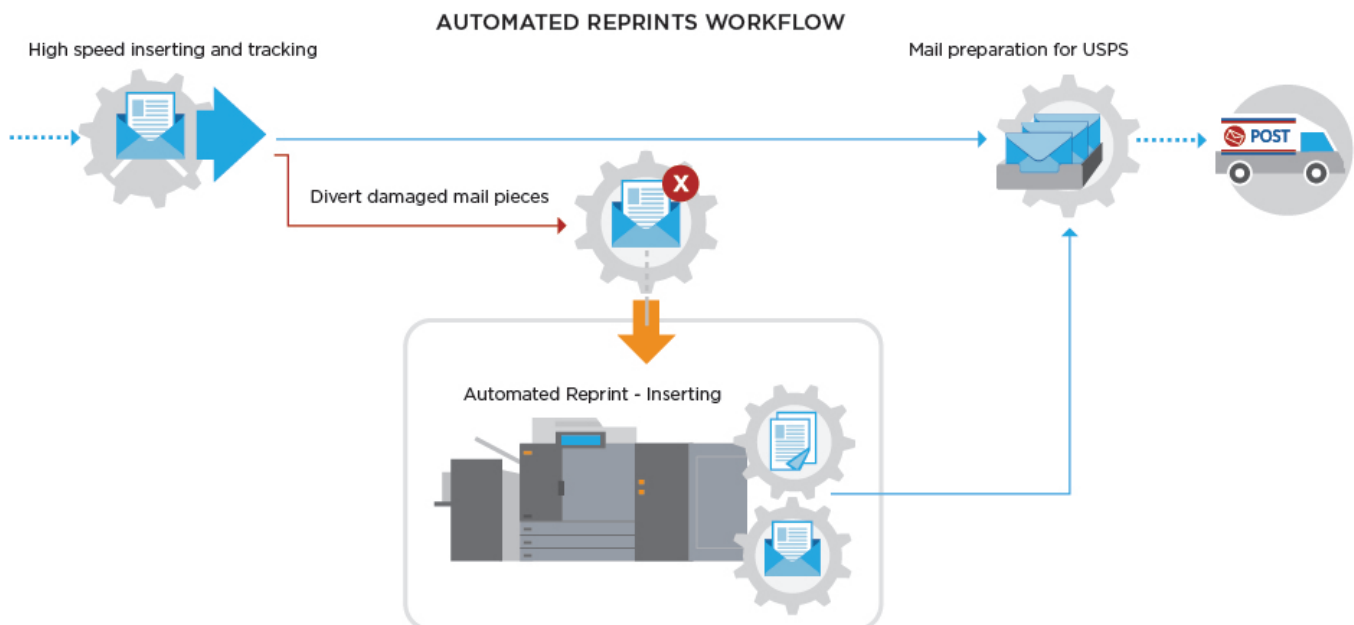 AUTOMATED REPRINTS WORKFLOW
High speed inserting and tracking
Mail preparation for USPS
POST
Divert damaged mail pieces
X
Automated Reprint - Inserting